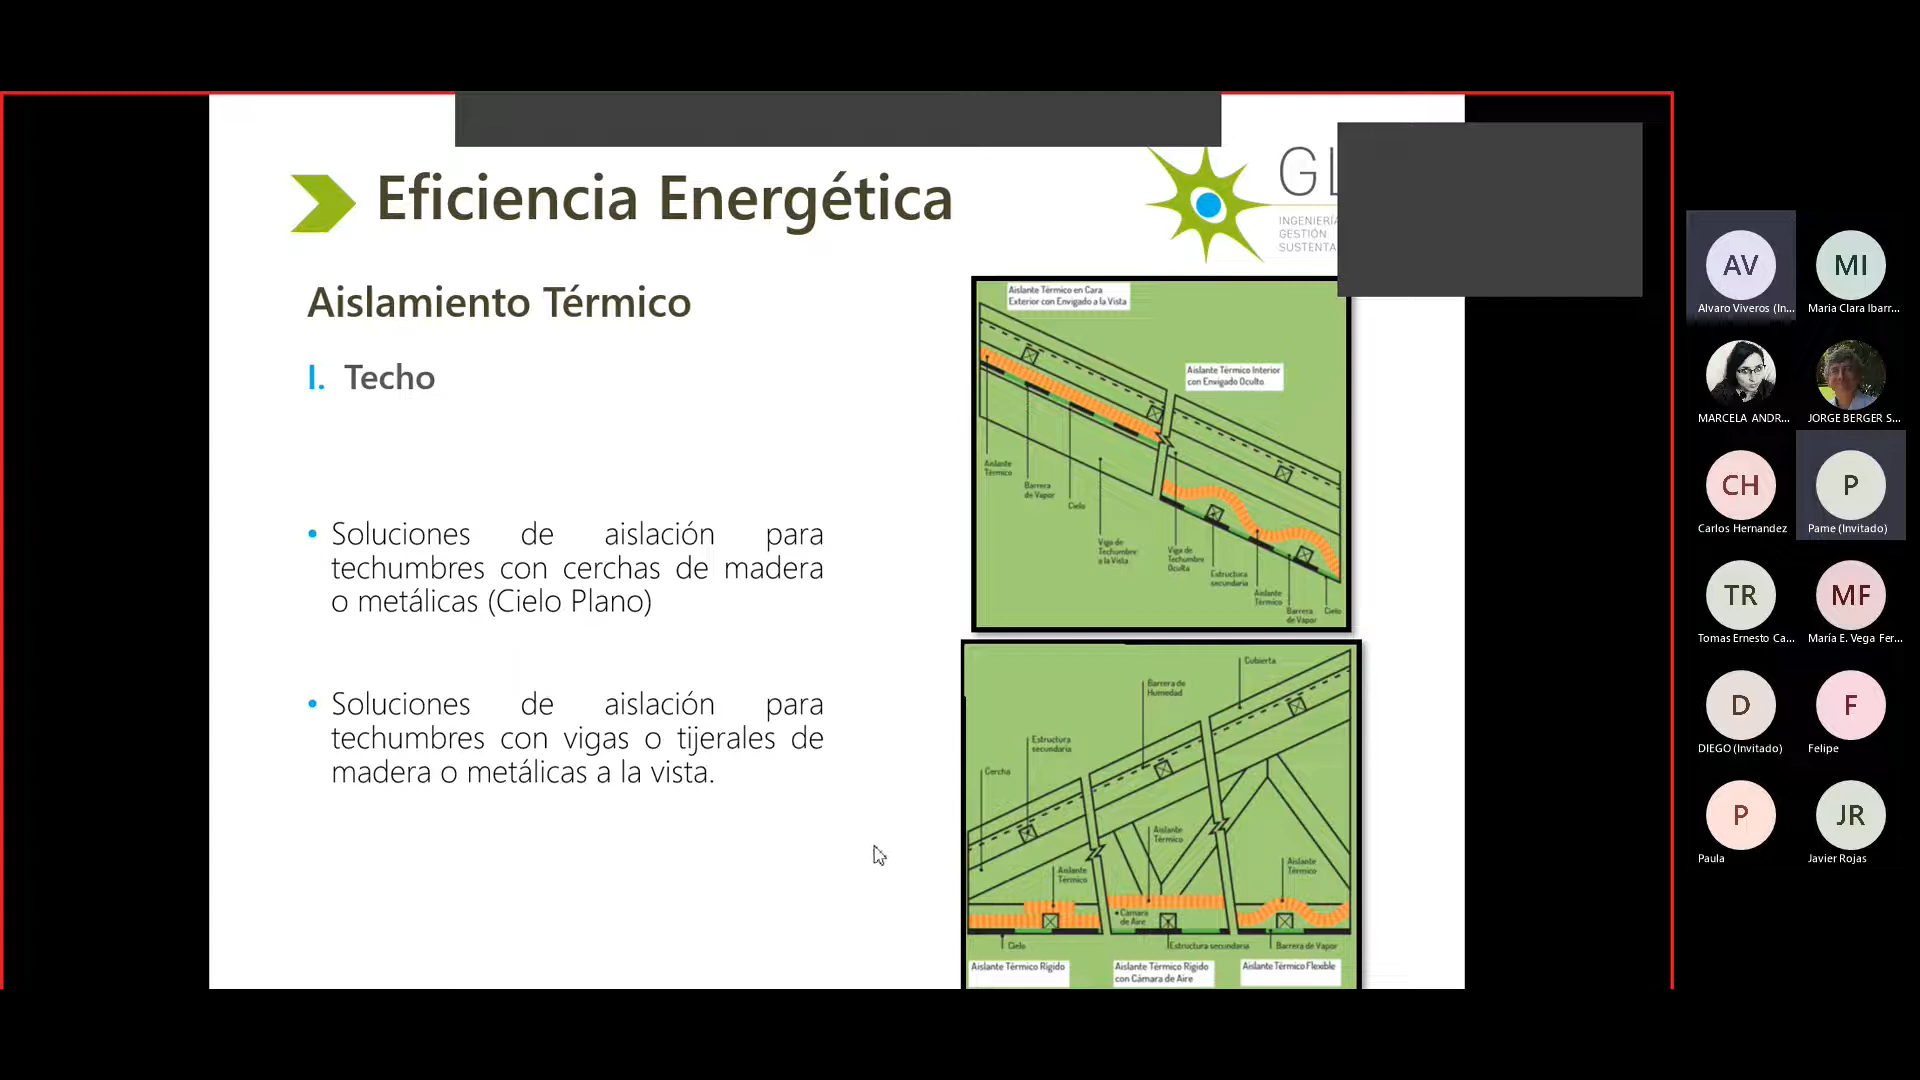 Eficiencia Energética
GL
INGENIERÍA
GESTIÓN
SUSTENTA
Aislamiento Térmico
I. Techo
• Soluciones de aislación para
techumbres con cerchas de madera
o metálicas (Cielo Plano)
• Soluciones de aislación para
techumbres con vigas o tijerales de
madera o metálicas a la vista.
Aislante Térmico en Cara
Exterior con Envigado a la Vista
Aislante Térmico Interior
con Envigado Oculto
Aislante
Térmico
Barrera
de Vapor
Cielo
Viga de
Techumbre
a la Vista
Viga de
Techumbre
Oculta
Estructura
secundaria
Aislante
Térmico
Barrera
de Vapor
Cielo
Cubierta
Barrera de
Humedad
Estructura
secundaria
Cercha
Aislante
Térmico
Aislante
Térmico
Aislante
Térmico
Cámara
de Aire
Cielo
Estructura secundaria
Barrera de Vapor
Aislante Térmico Rígido
Aislante Térmico Rígido
con Cámara de Aire
Aislante Térmico Flexible
AV
Alvaro Viveros (In...
MI
Maria Clara Ibarr...
MARCELA ANDR...
JORGE BERGER S...
CH
Carlos Hernandez
P
Pame (Invitado)
TR
Tomas Ernesto Ca...
MF
María E. Vega Fer...
D
DIEGO (Invitado)
F
Felipe
P
Paula
JR
Javier Rojas